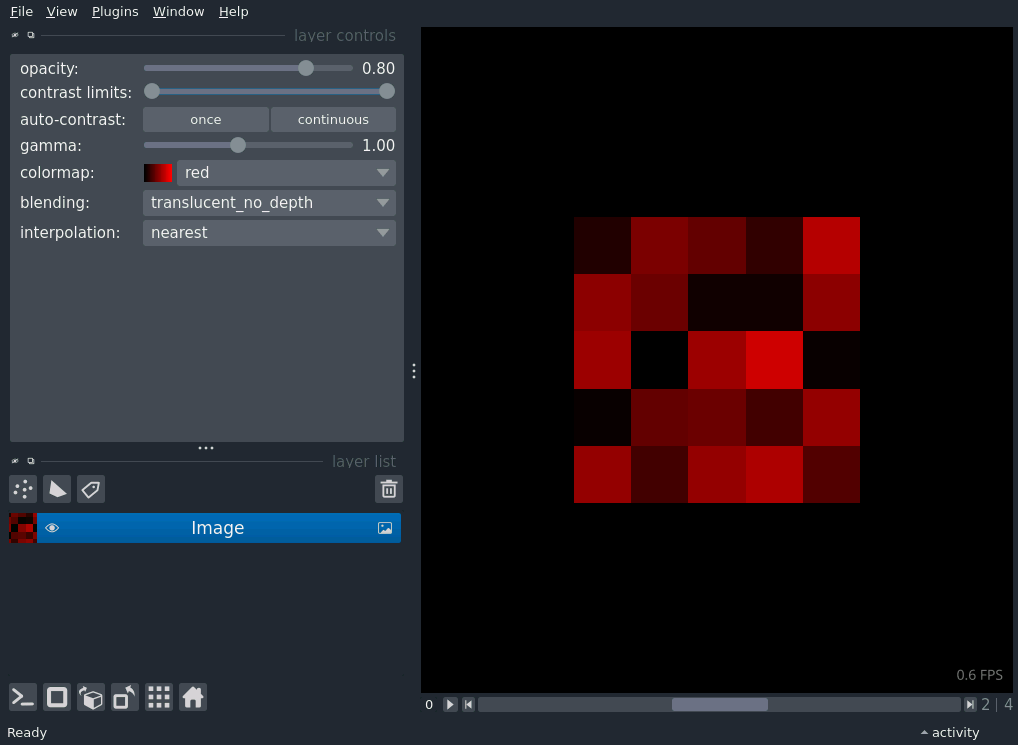 File View Plugins Window Help
layer controls
opacity: 0.80
contrast limits:
auto-contrast: once continuous
gamma: 1.00
colormap: red
blending: translucent_no_depth
interpolation: nearest
layer list
Image
0.6 FPS
0 2 | 4
Ready activity